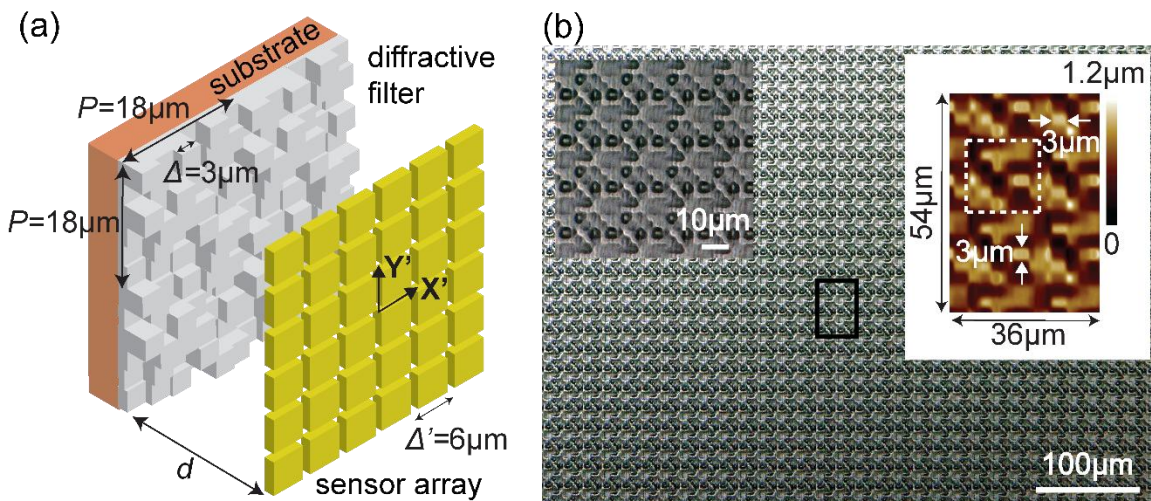 (a)
substrate
diffractive
filter
P=18μm
Δ=3μm
P=18μm
Y'
X'
Δ'=6μm
d
sensor array
(b)
10μm
1.2μm
3μm
54μm
3μm
0
36μm
100μm